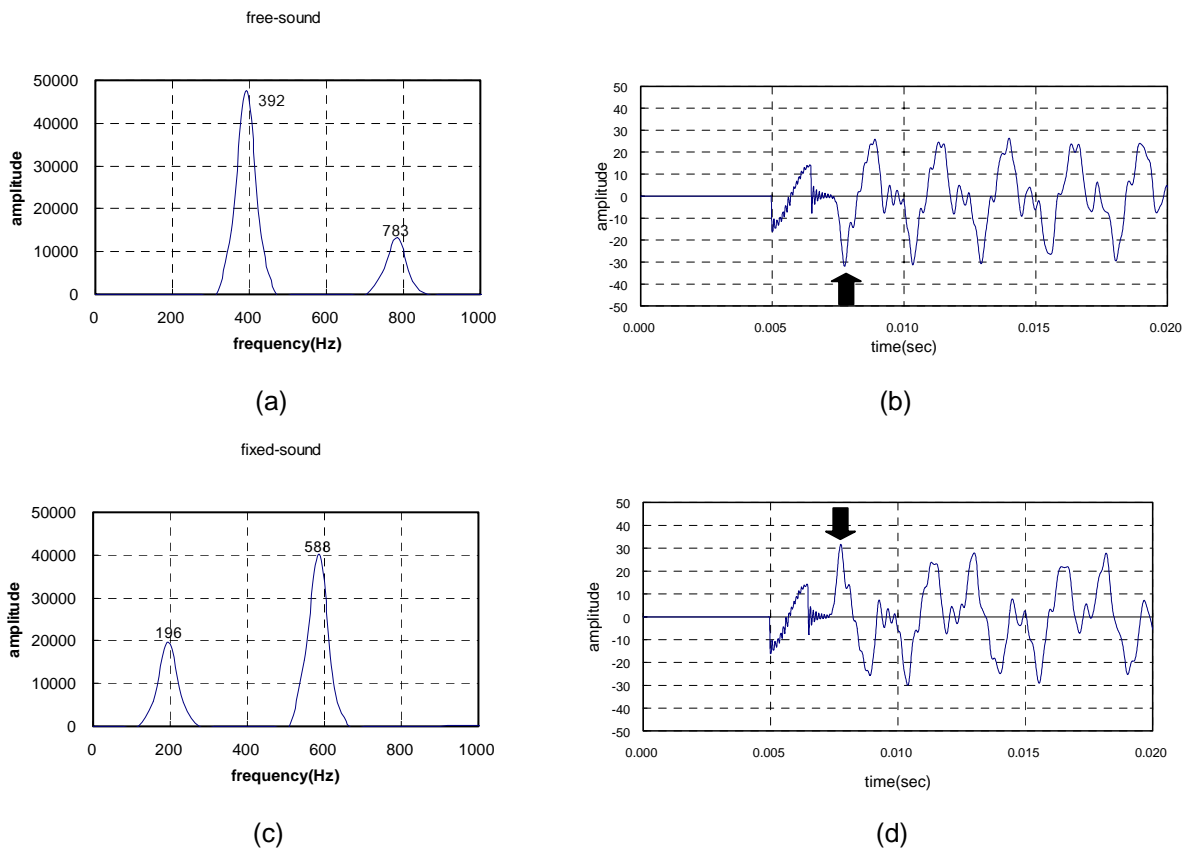 free-sound
50000
40000
30000
20000
10000
0
amplitude
392
783
0 200 400 600 800 1000
frequency(Hz)
(a)
50
40
30
20
10
0
-10
-20
-30
-40
-50
amplitude
0.000 0.005 0.010 0.015 0.020
time(sec)
(b)
fixed-sound
50000
40000
30000
20000
10000
0
amplitude
196
588
0 200 400 600 800 1000
frequency(Hz)
(c)
50
40
30
20
10
0
-10
-20
-30
-40
-50
amplitude
0.000 0.005 0.010 0.015 0.020
time(sec)
(d)